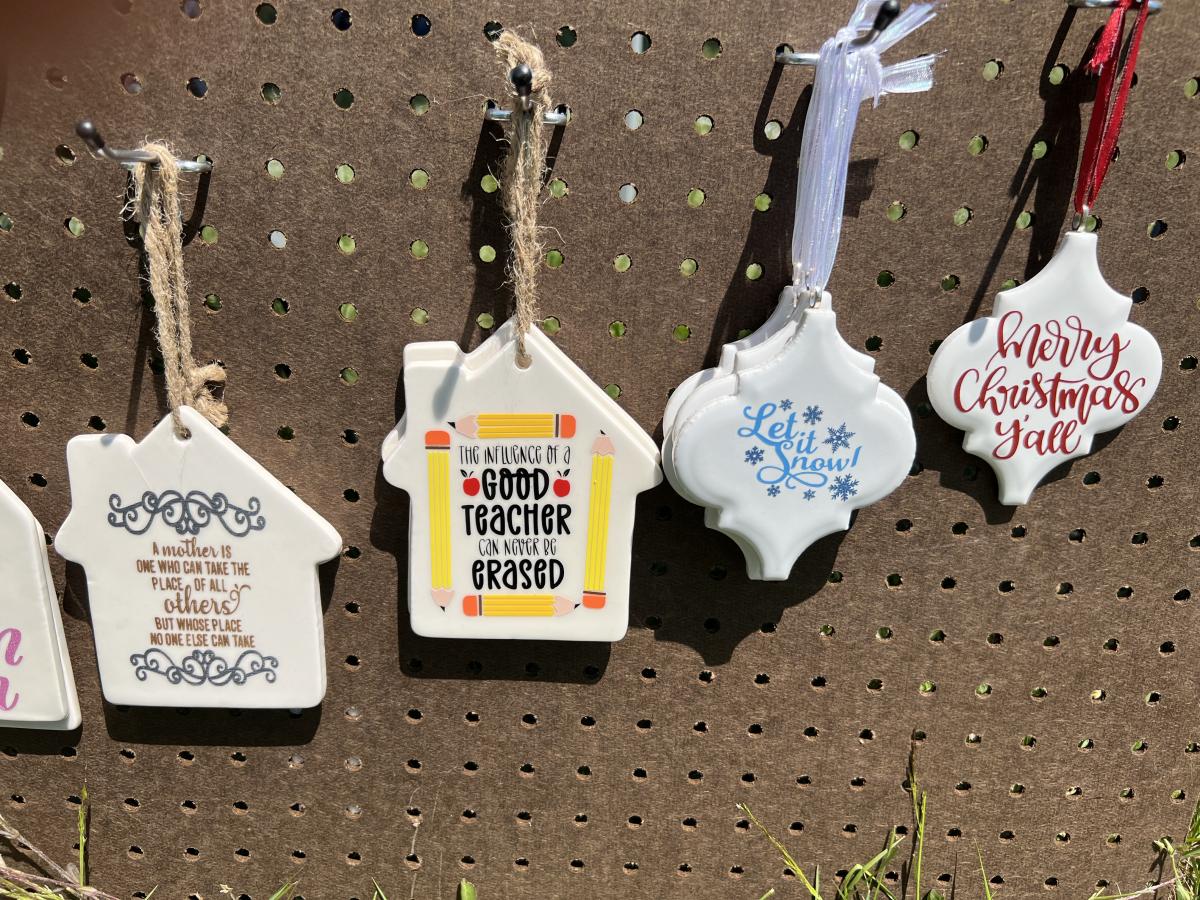 A mother IS
ONE WHO CAN TAKE THE
PLACE OF ALL
others
BUT WHOSE PLACE
NO ONE ELSE CAN TAKE
THE INFLUENCE OF A
GOOD
TEACHER
CAN NEVER BE
ERASED
Let
it
Snow!
Merry
Christmas
y'all